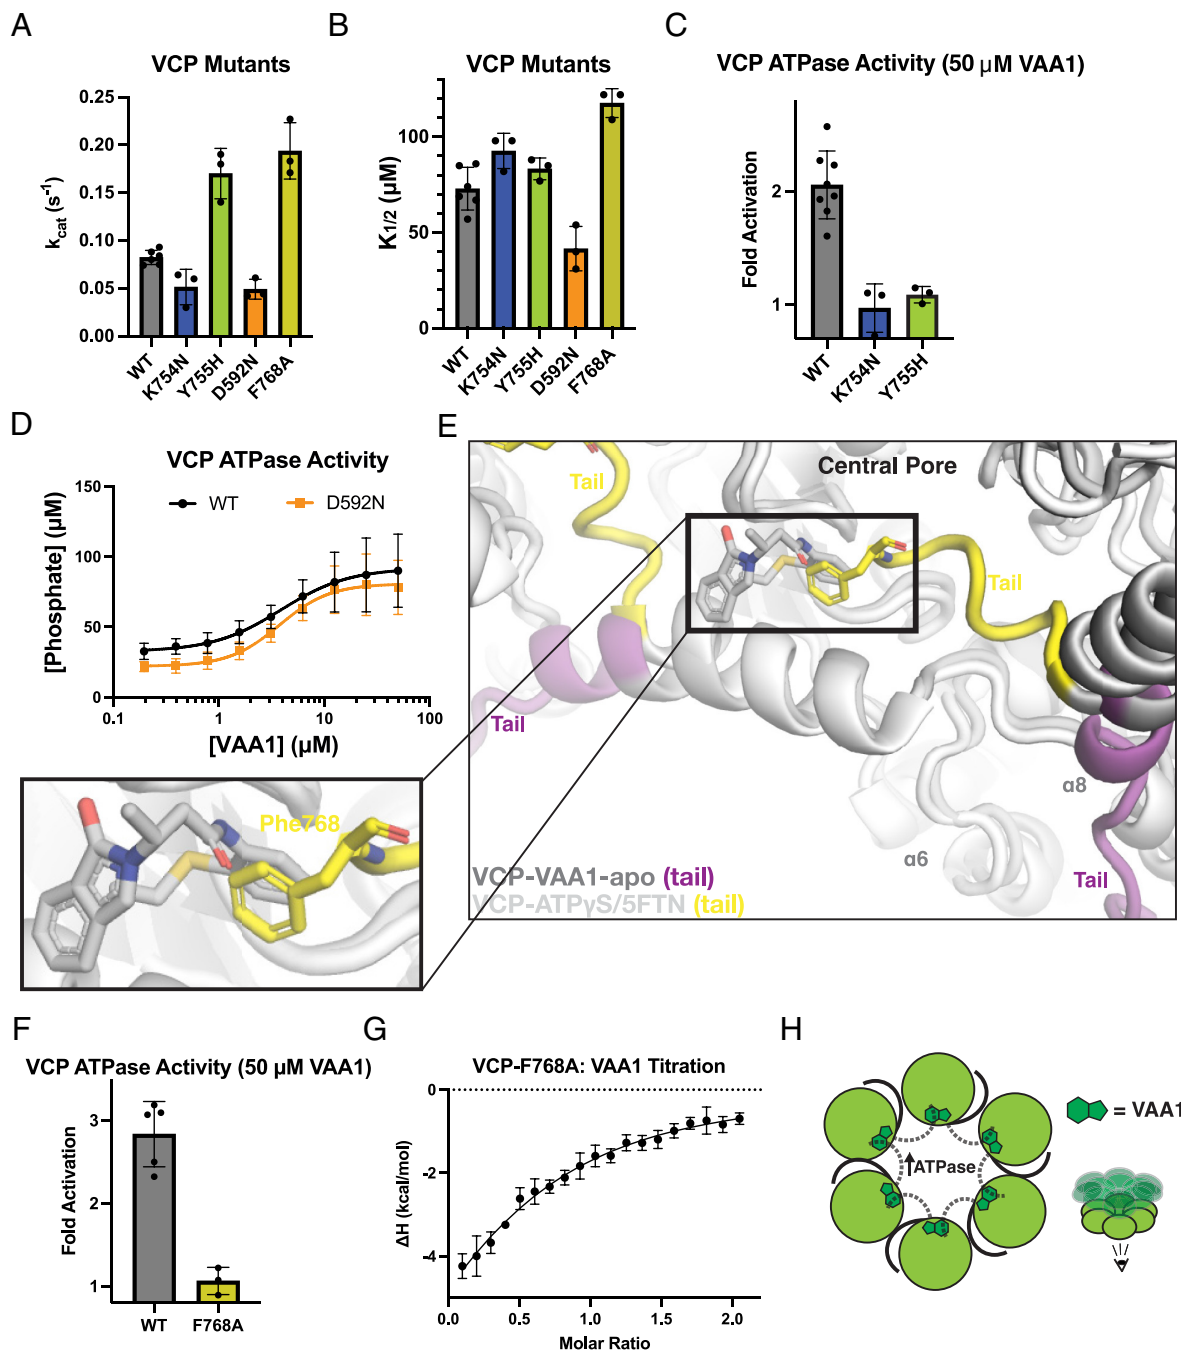 A
VCP Mutants
kcat (s⁻¹)
0.25
0.20
0.15
0.10
0.05
0.00
WT
K754N
Y755H
D592N
F768A
B
VCP Mutants
K1/2 (µM)
100
50
0
WT
K754N
Y755H
D592N
F768A
C
VCP ATPase Activity (50 µM VAA1)
Fold Activation
2
1
WT
K754N
Y755H
D
VCP ATPase Activity
WT
D592N
[Phosphate] (µM)
150
100
50
0
0.1
1
10
100
[VAA1] (µM)
E
Central Pore
Tail
Tail
Tail
Tail
α8
α6
VCP-VAA1-apo (tail)
VCP-ATPγS/5FTN (tail)
Phe768
F
VCP ATPase Activity (50 µM VAA1)
Fold Activation
3
2
1
WT
F768A
G
VCP-F768A: VAA1 Titration
ΔH (kcal/mol)
0
-2
-4
0.0
0.5
1.0
1.5
2.0
Molar Ratio
H
↑ATPase
= VAA1